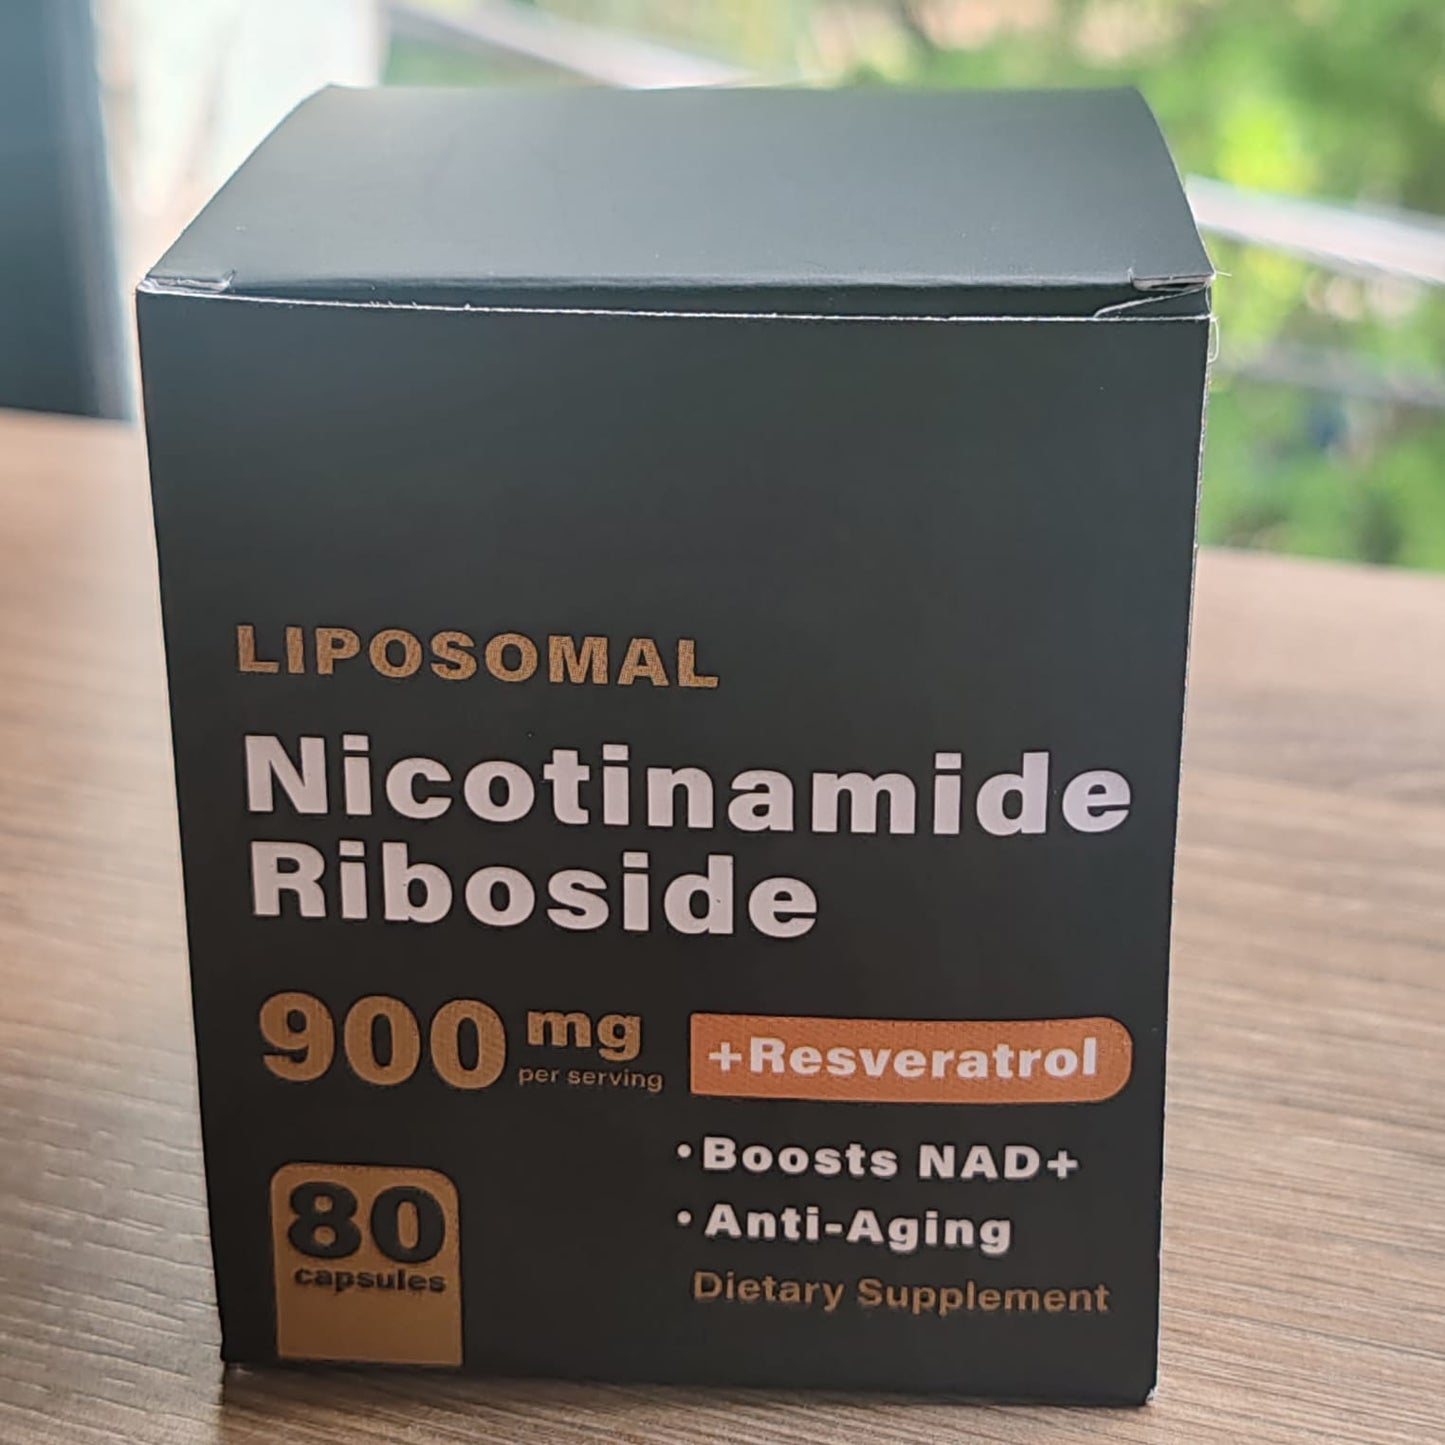 LIPOSOMAL
Nicotinamide
Riboside
900 mg
per serving
+Resveratrol
• Boosts NAD+
• Anti-Aging
Dietary Supplement
80
capsules